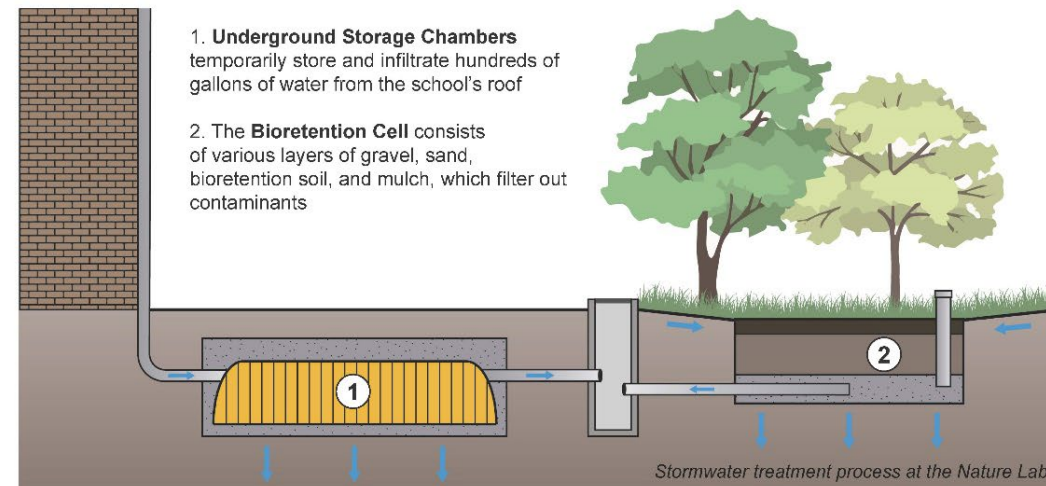 1. Underground Storage Chambers
temporarily store and infiltrate hundreds of
gallons of water from the school's roof
2. The Bioretention Cell consists
of various layers of gravel, sand,
bioretention soil, and mulch, which filter out
contaminants
1
2
Stormwater treatment process at the Nature Lab